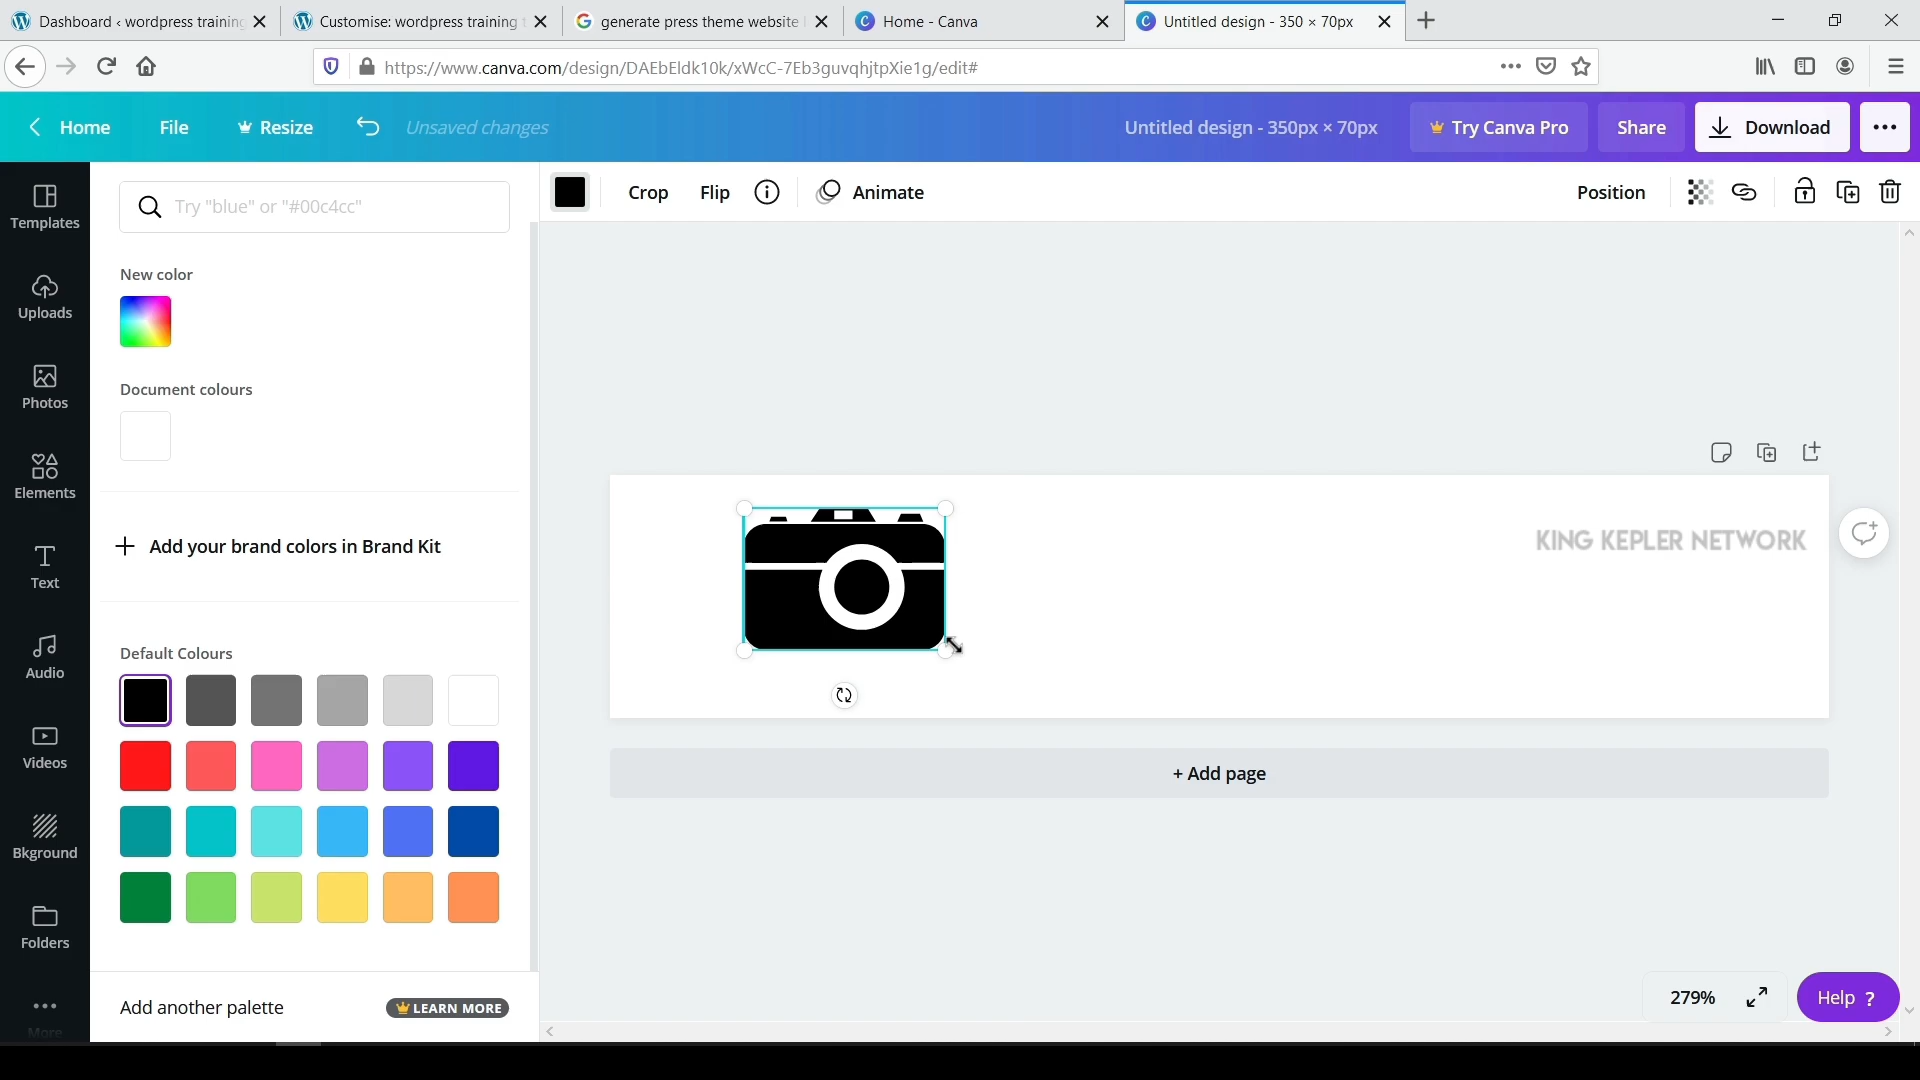 Dashboard ‹ wordpress training
Customise: wordpress training t
generate press theme website l
Home - Canva
Untitled design - 350 × 70px
https://www.canva.com/design/DAEbEldk10k/xWcC-7Eb3guvqhjtpXie1g/edit#
Home
File
Resize
Unsaved changes
Untitled design - 350px × 70px
Try Canva Pro
Share
Download
Templates
Uploads
Photos
Elements
Text
Audio
Videos
Bkground
Folders
More
Try "blue" or "#00c4cc"
New color
Document colours
Add your brand colors in Brand Kit
Default Colours
Add another palette
LEARN MORE
Crop
Flip
Animate
Position
KING KEPLER NETWORK
+ Add page
279%
Help ?